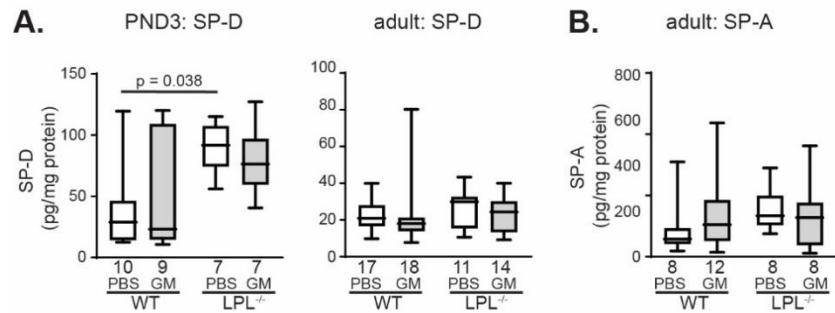 A.
PND3: SP-D
adult: SP-D
B.
adult: SP-A
SP-D
(pg/mg protein)
150
100
50
0
p = 0.038
10 9 7 7
PBS GM PBS GM
WT LPL-/-
100
80
60
40
20
0
17 18 11 14
PBS GM PBS GM
WT LPL-/-
SP-A
(pg/mg protein)
800
600
400
200
0
8 12 8 8
PBS GM PBS GM
WT LPL-/-